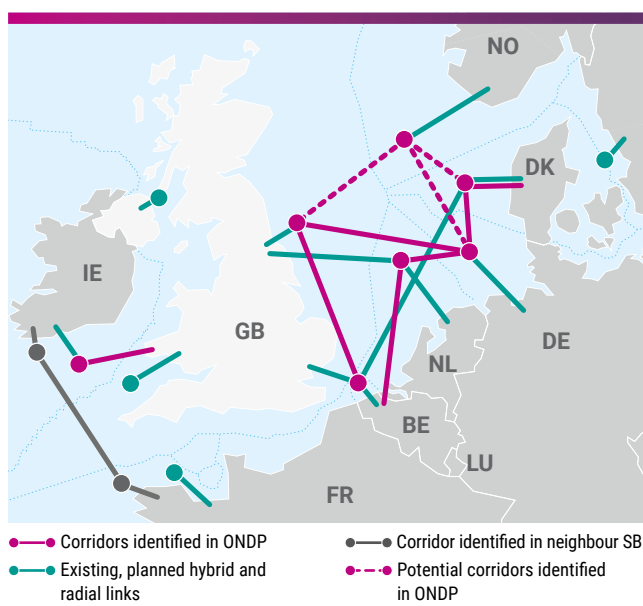 NO
DK
IE
GB
DE
NL
BE
LU
FR
Corridors identified in ONDP
Existing, planned hybrid and
radial links
Corridor identified in neighbour SB
Potential corridors identified
in ONDP